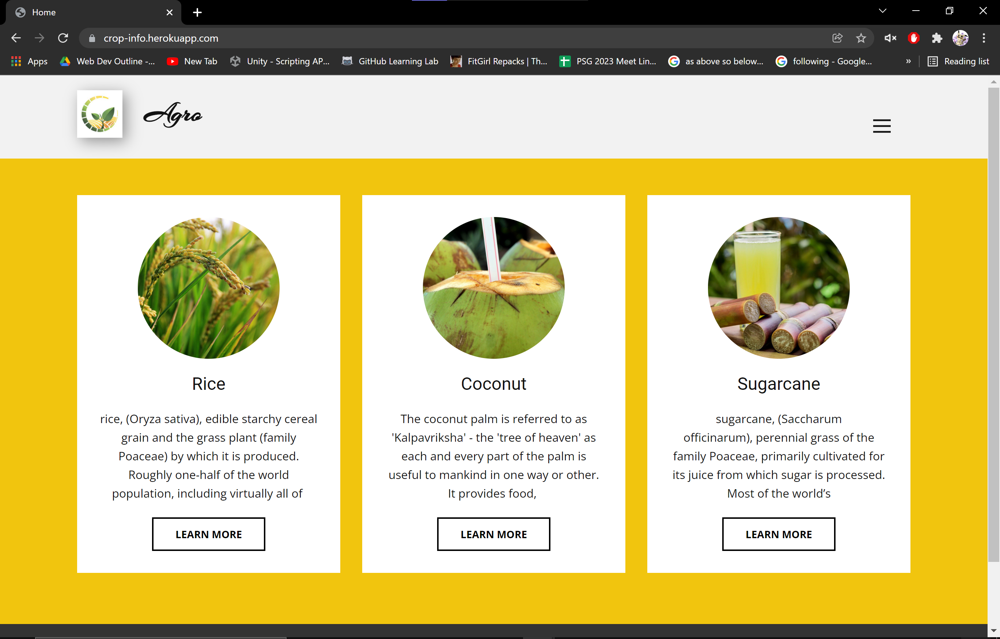 Home
crop-info.herokuapp.com
Apps Web Dev Outline -... New Tab Unity - Scripting AP... GitHub Learning Lab FitGirl Repacks | Th... PSG 2023 Meet Lin... as above so below... following - Google... » Reading list
Agro
Rice
rice, (Oryza sativa), edible starchy cereal
grain and the grass plant (family
Poaceae) by which it is produced.
Roughly one-half of the world
population, including virtually all of
LEARN MORE
Coconut
The coconut palm is referred to as
'Kalpavriksha' - the 'tree of heaven' as
each and every part of the palm is
useful to mankind in one way or other.
It provides food,
LEARN MORE
Sugarcane
sugarcane, (Saccharum
officinarum), perennial grass of the
family Poaceae, primarily cultivated for
its juice from which sugar is processed.
Most of the world’s
LEARN MORE